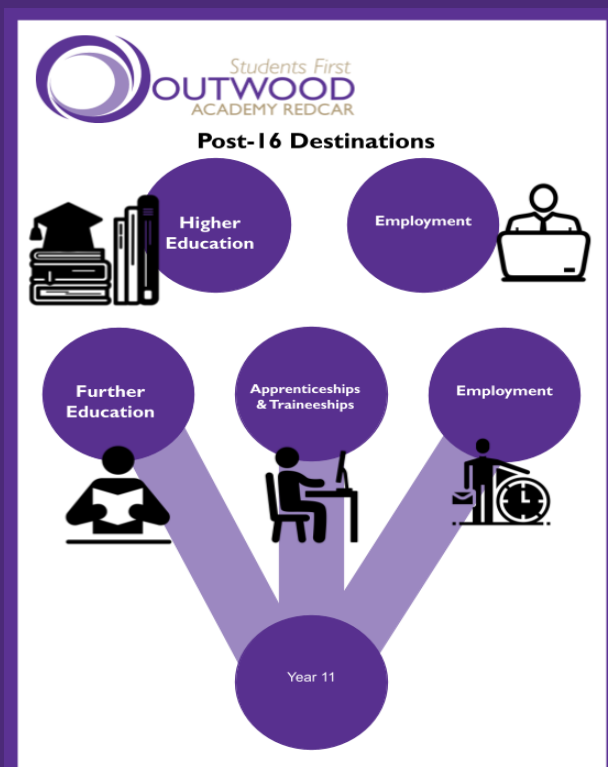 Students First
OUTWOOD
ACADEMY REDCAR
Post-16 Destinations
Higher
Education
Employment
Further
Education
Apprenticeships
& Traineeships
Employment
Year 11